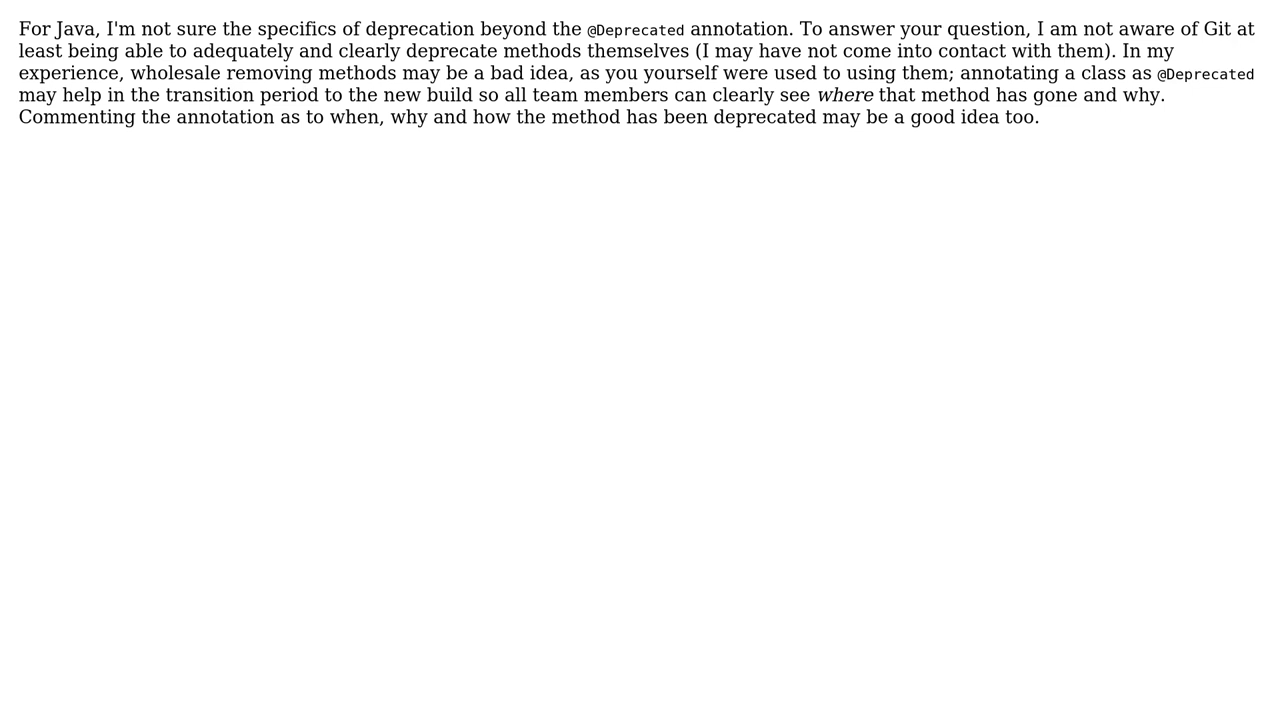 For Java, I'm not sure the specifics of deprecation beyond the @Deprecated annotation. To answer your question, I am not aware of Git at
least being able to adequately and clearly deprecate methods themselves (I may have not come into contact with them). In my
experience, wholesale removing methods may be a bad idea, as you yourself were used to using them; annotating a class as @Deprecated
may help in the transition period to the new build so all team members can clearly see where that method has gone and why.
Commenting the annotation as to when, why and how the method has been deprecated may be a good idea too.